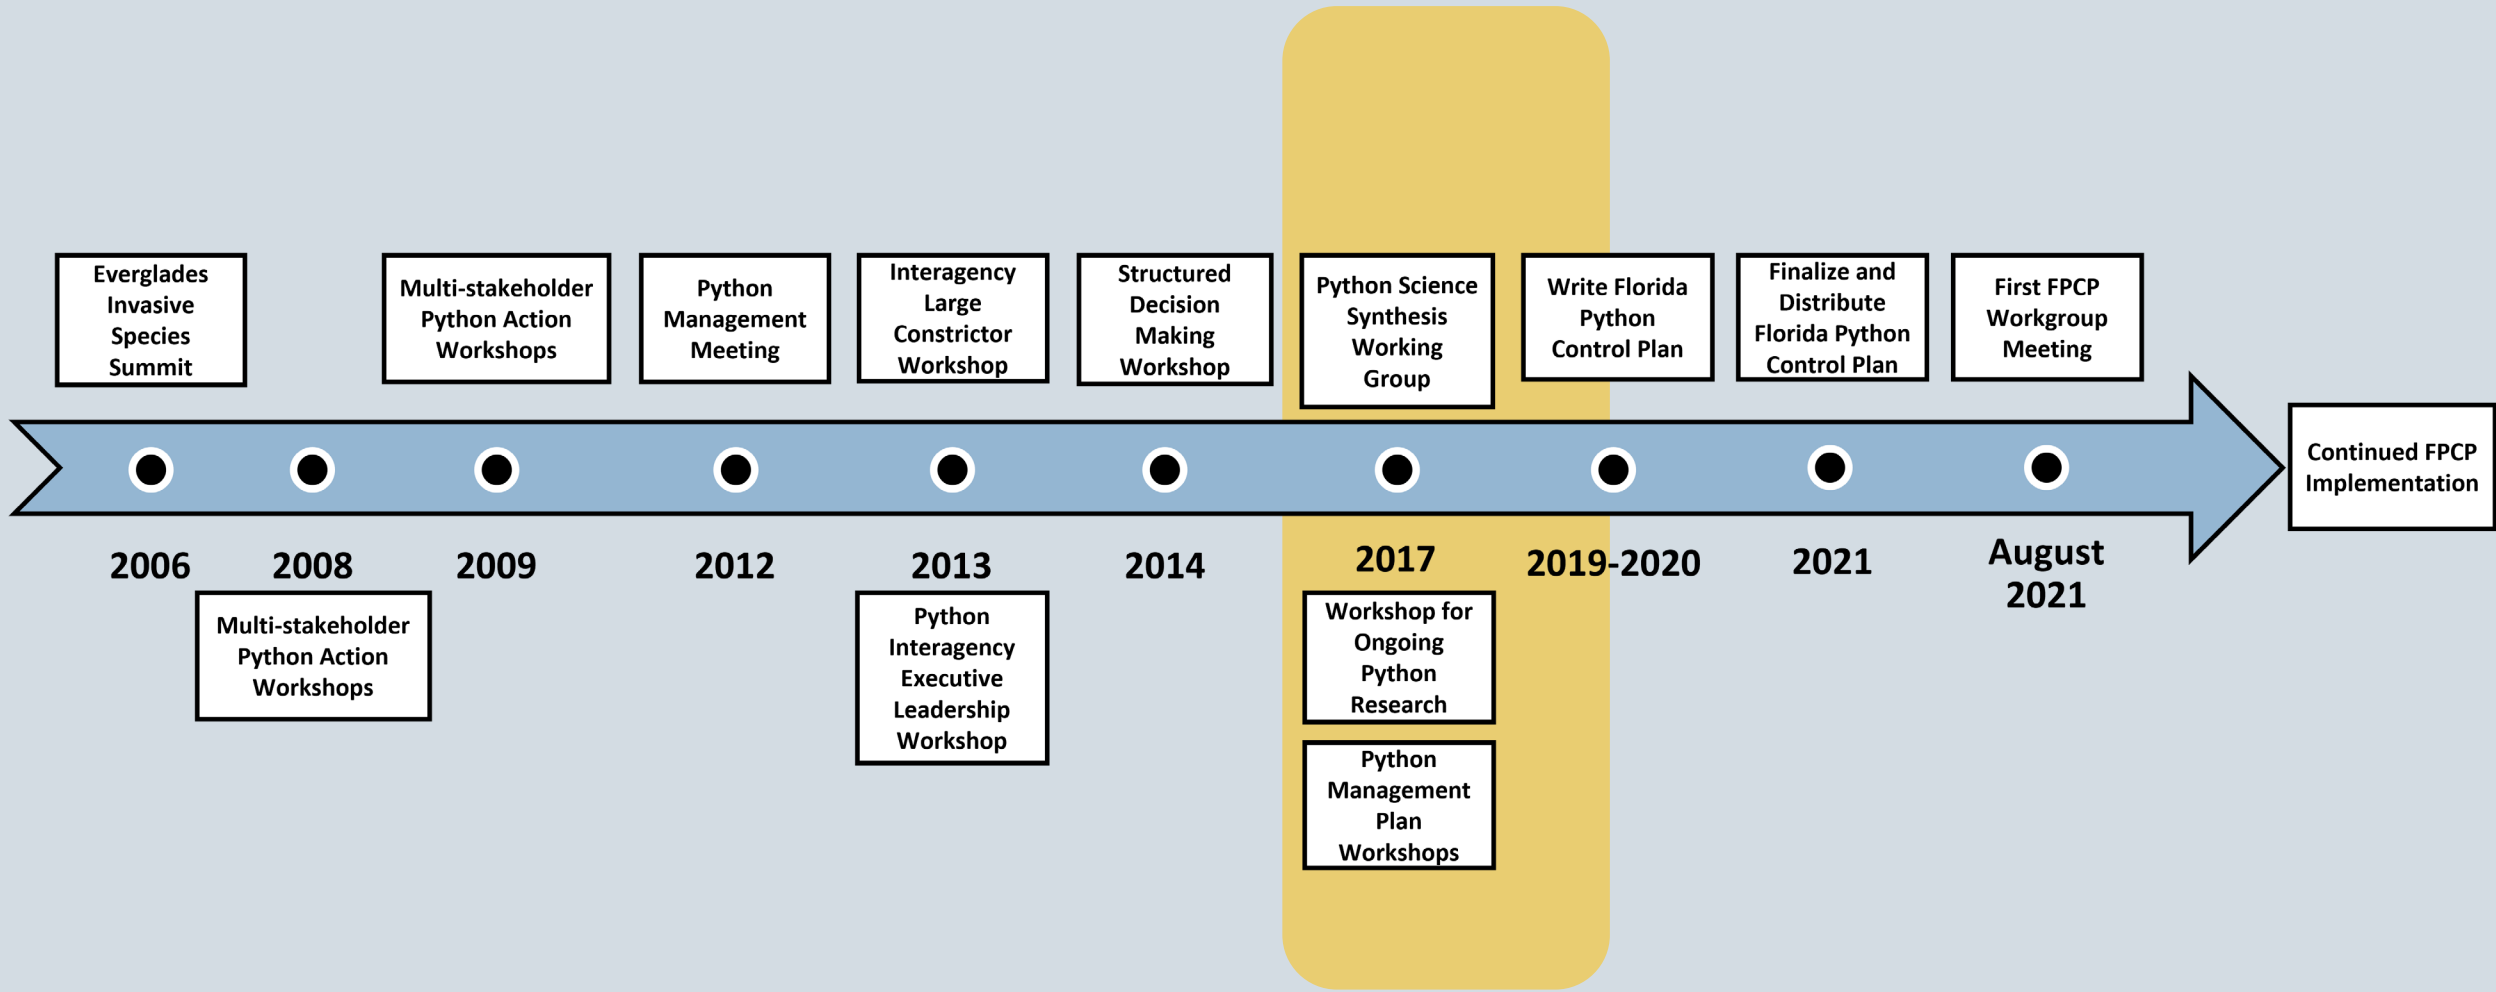 Everglades
Invasive
Species
Summit
Multi-stakeholder
Python Action
Workshops
Python
Management
Meeting
Interagency
Large
Constrictor
Workshop
Structured
Decision
Making
Workshop
Python Science
Synthesis
Working
Group
Write Florida
Python
Control Plan
Finalize and
Distribute
Florida Python
Control Plan
First FPCP
Workgroup
Meeting
Continued FPCP
Implementation
2006
2008
2009
2012
2013
2014
2017
2019-2020
2021
August
2021
Multi-stakeholder
Python Action
Workshops
Python
Interagency
Executive
Leadership
Workshop
Workshop for
Ongoing
Python
Research
Python
Management
Plan
Workshops